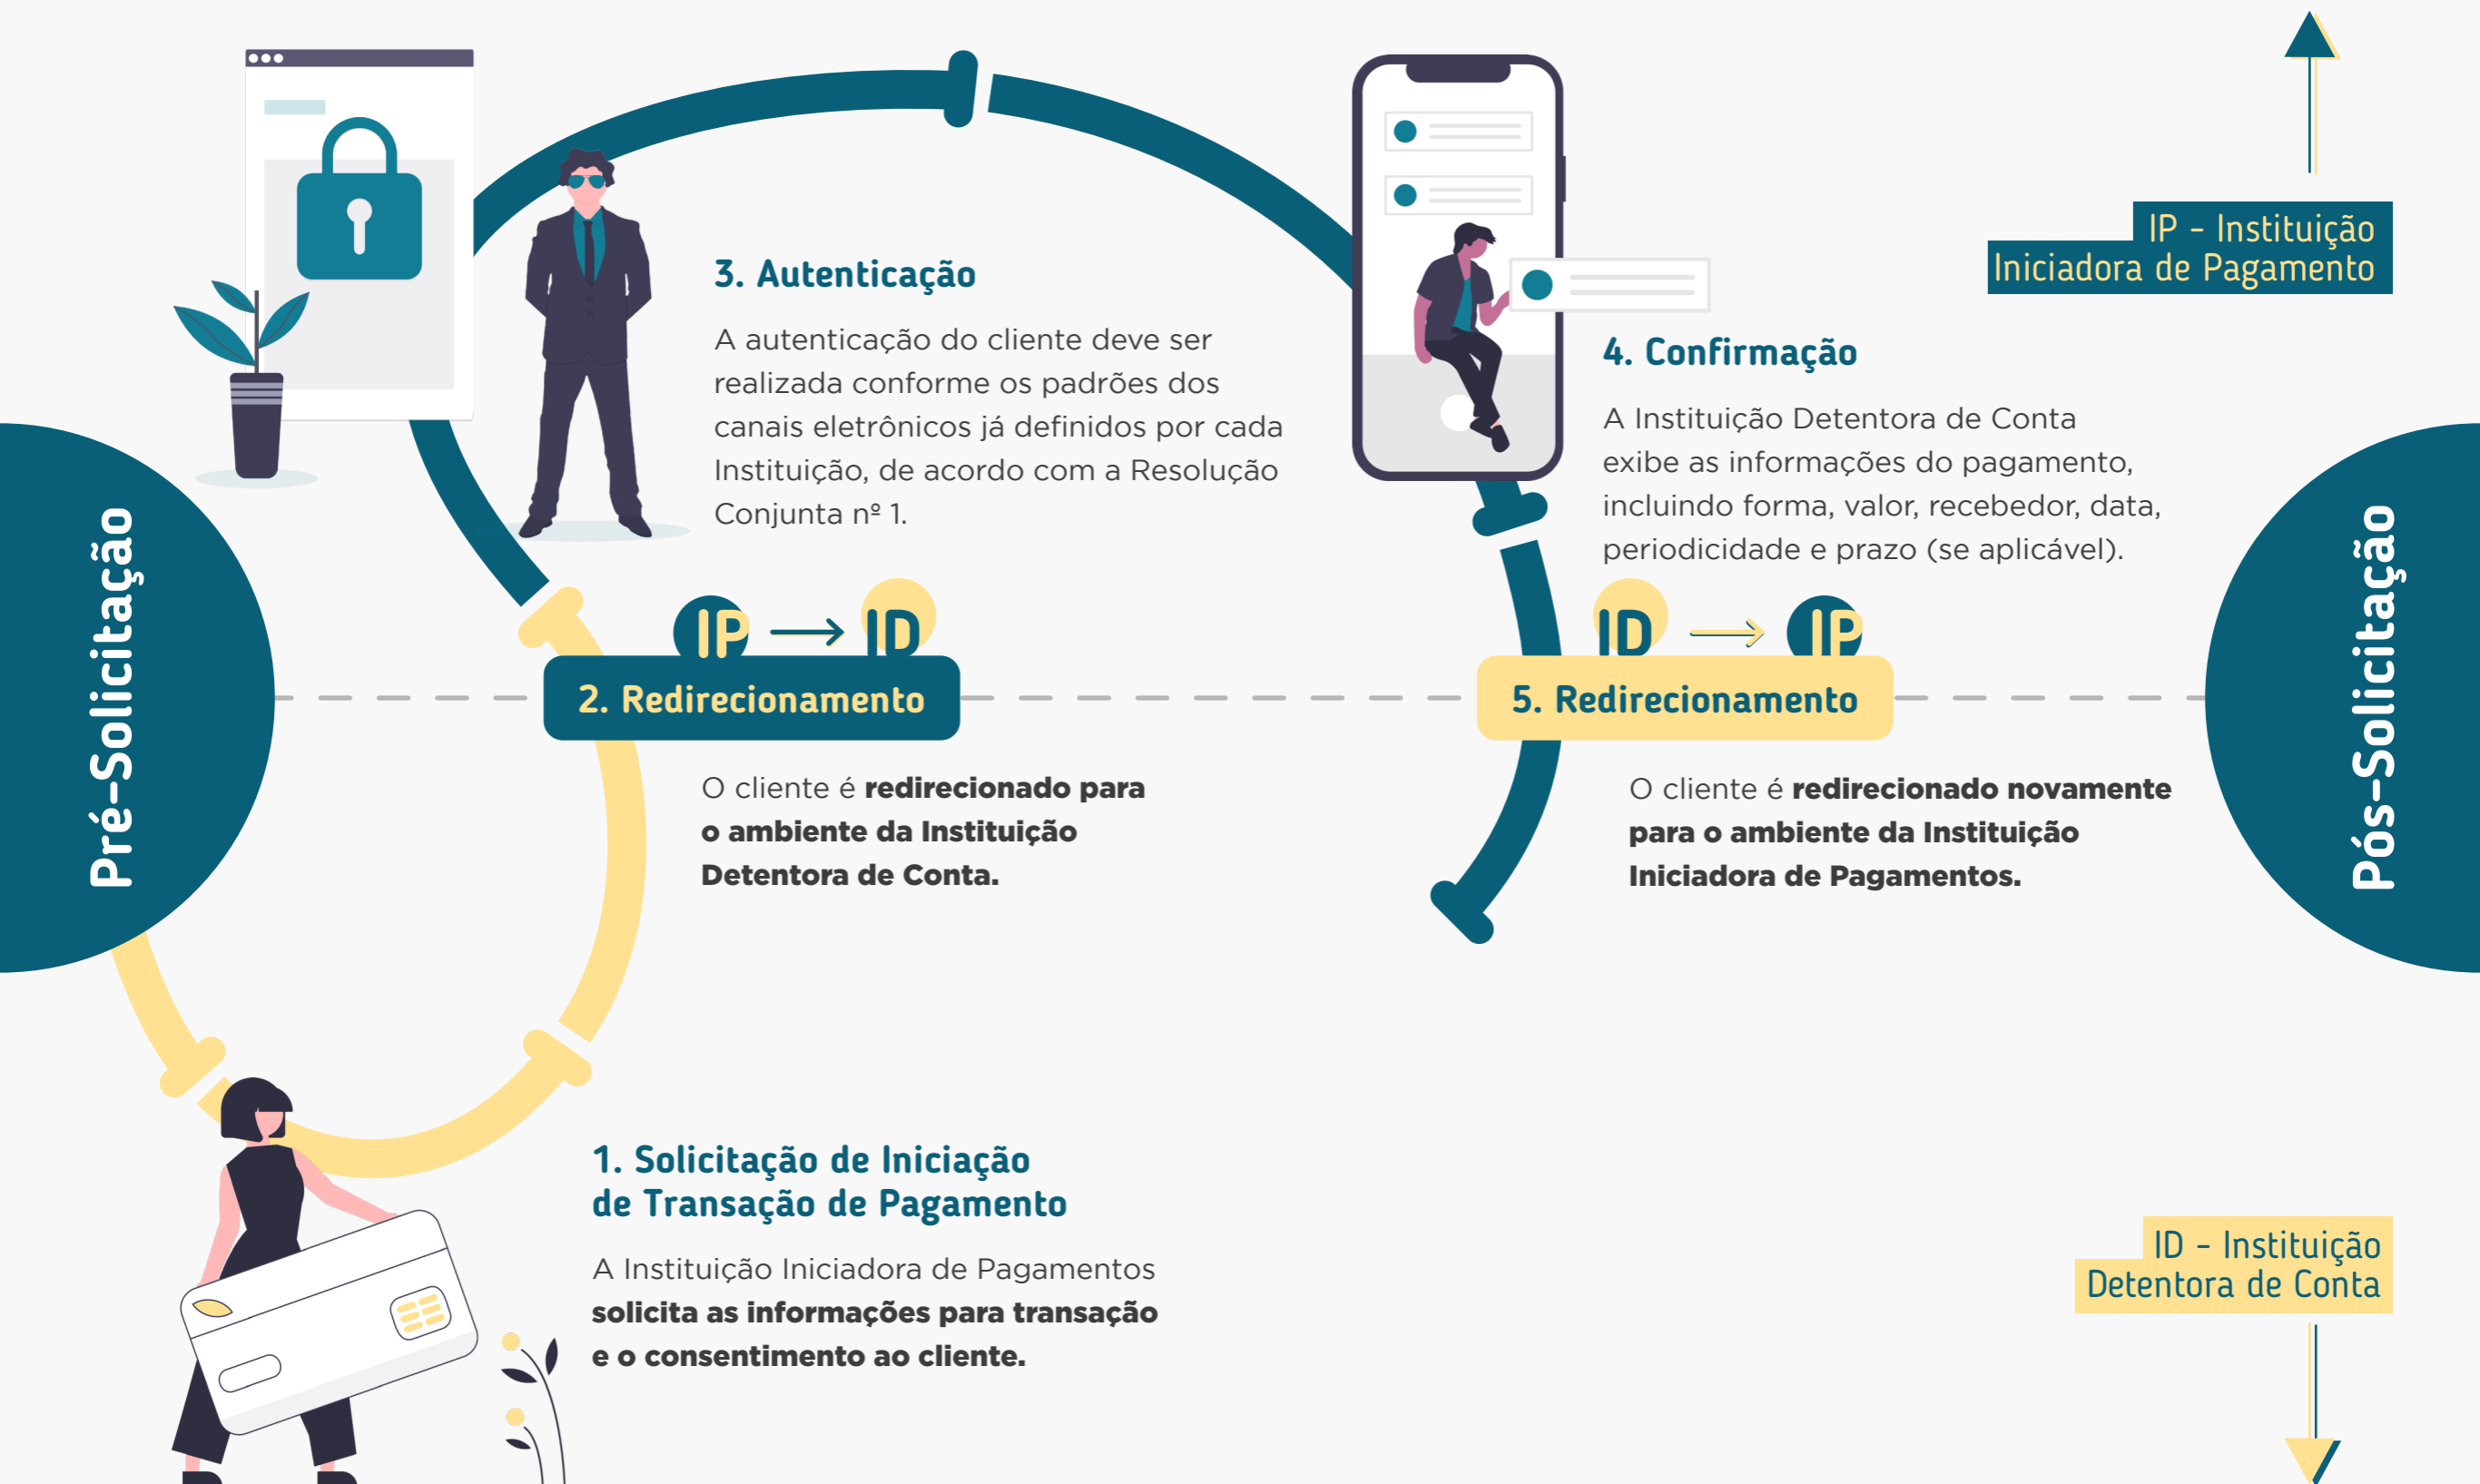 Pré-Solicitação
1. Solicitação de Iniciação
de Transação de Pagamento
A Instituição Iniciadora de Pagamentos
solicita as informações para transação
e o consentimento ao cliente.
IP
ID
2. Redirecionamento
O cliente é redirecionado para
o ambiente da Instituição
Detentora de Conta.
3. Autenticação
A autenticação do cliente deve ser
realizada conforme os padrões dos
canais eletrônicos já definidos por cada
Instituição, de acordo com a Resolução
Conjunta nº 1.
4. Confirmação
A Instituição Detentora de Conta
exibe as informações do pagamento,
incluindo forma, valor, recebedor, data,
periodicidade e prazo (se aplicável).
ID
IP
5. Redirecionamento
O cliente é redirecionado novamente
para o ambiente da Instituição
Iniciadora de Pagamentos.
Pós-Solicitação
IP - Instituição
Iniciadora de Pagamento
ID - Instituição
Detentora de Conta